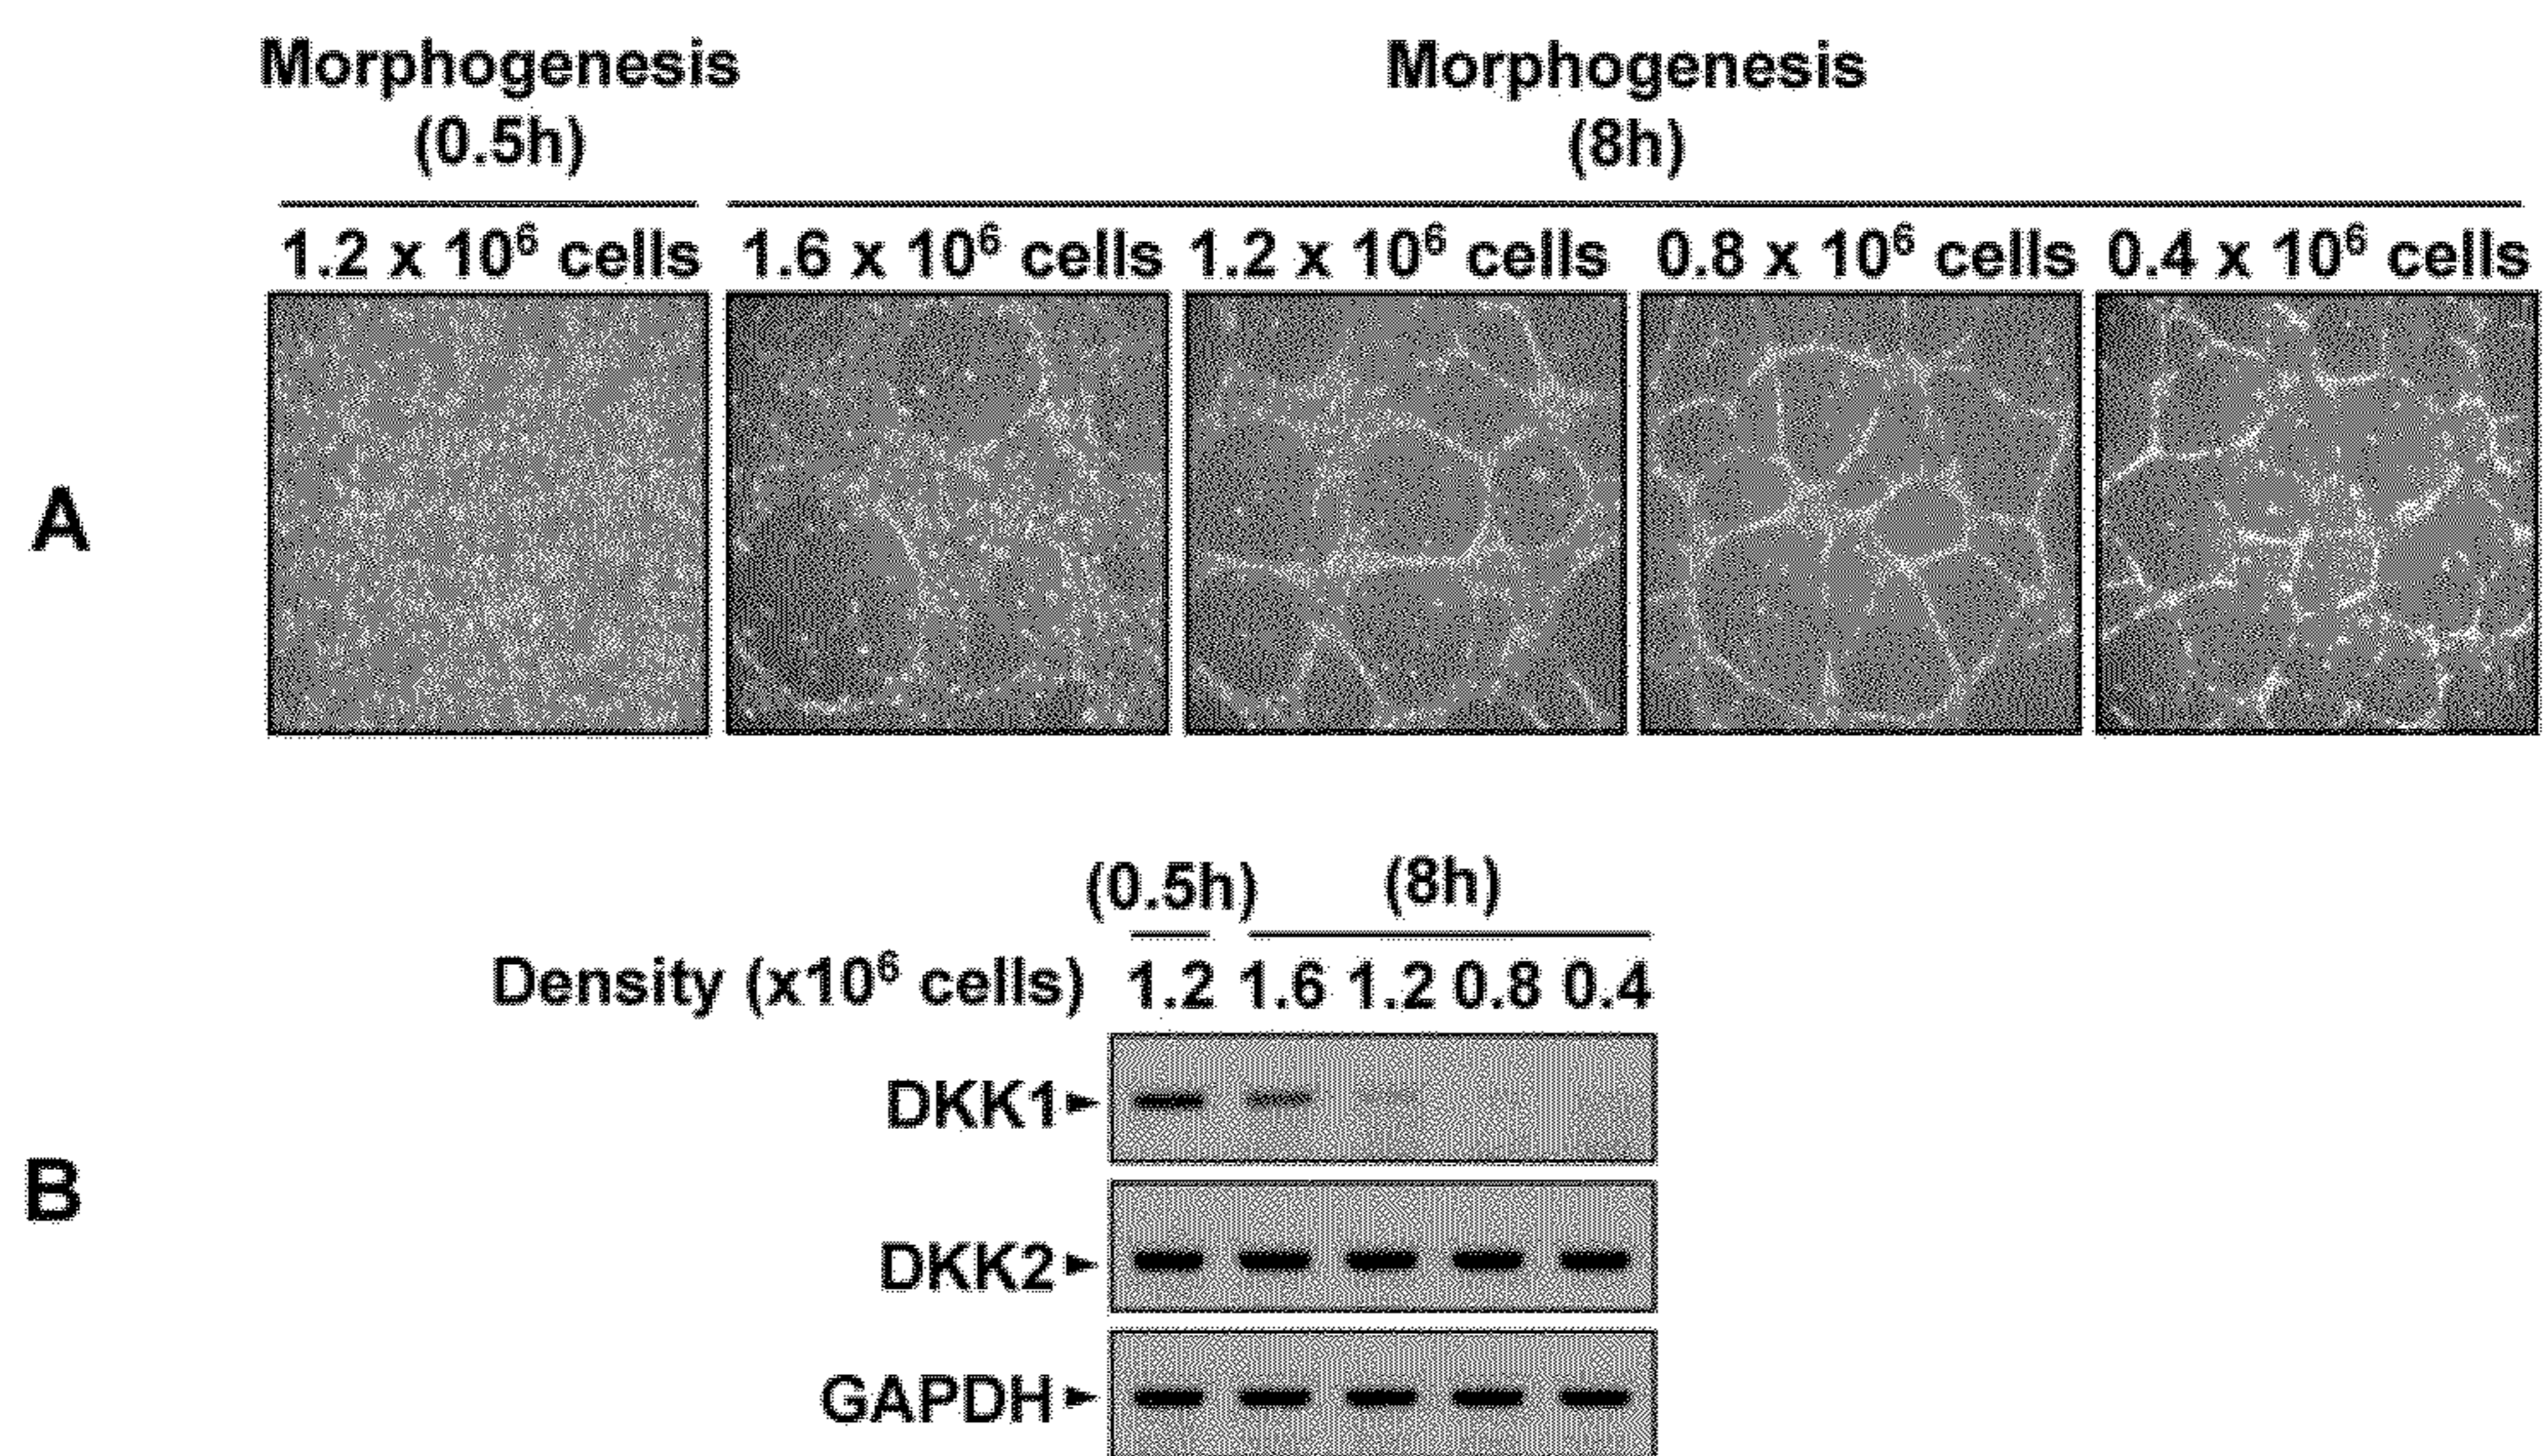 Morphogenesis
(0.5h)
Morphogenesis
(8h)
1.2 x 10⁶ cells
1.6 x 10⁶ cells
1.2 x 10⁶ cells
0.8 x 10⁶ cells
0.4 x 10⁶ cells
A
(0.5h)
(8h)
Density (x10⁶ cells) 1.2 1.6 1.2 0.8 0.4
DKK1
B
DKK2
GAPDH